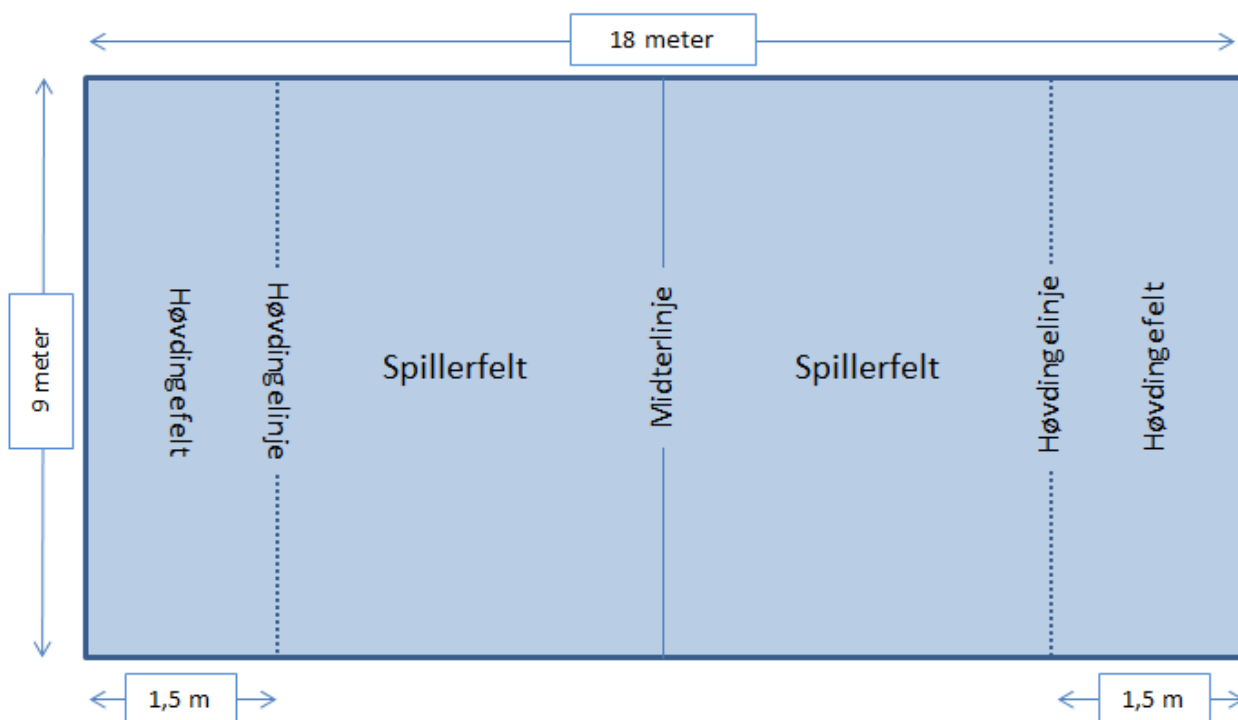 18 meter
9 meter
Høvdingefelt
Høvdingelinje
Spillerfelt
Midterlinje
Spillerfelt
Høvdingelinje
Høvdingefelt
1,5 m
1,5 m